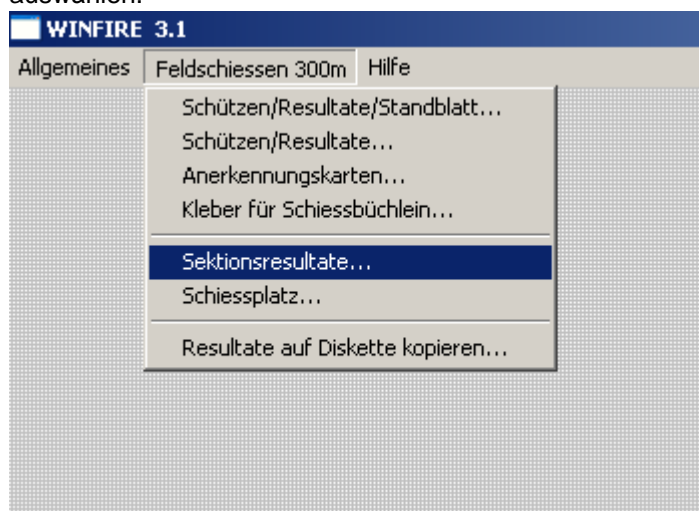 auswählen.
WINFIRE 3.1
Allgemeines Feldschiessen 300m Hilfe
Schützen/Resultate/Standblatt...
Schützen/Resultate...
Anerkennungskarten...
Kleber für Schiessbüchlein...
Sektionsresultate...
Schiessplatz...
Resultate auf Diskette kopieren...